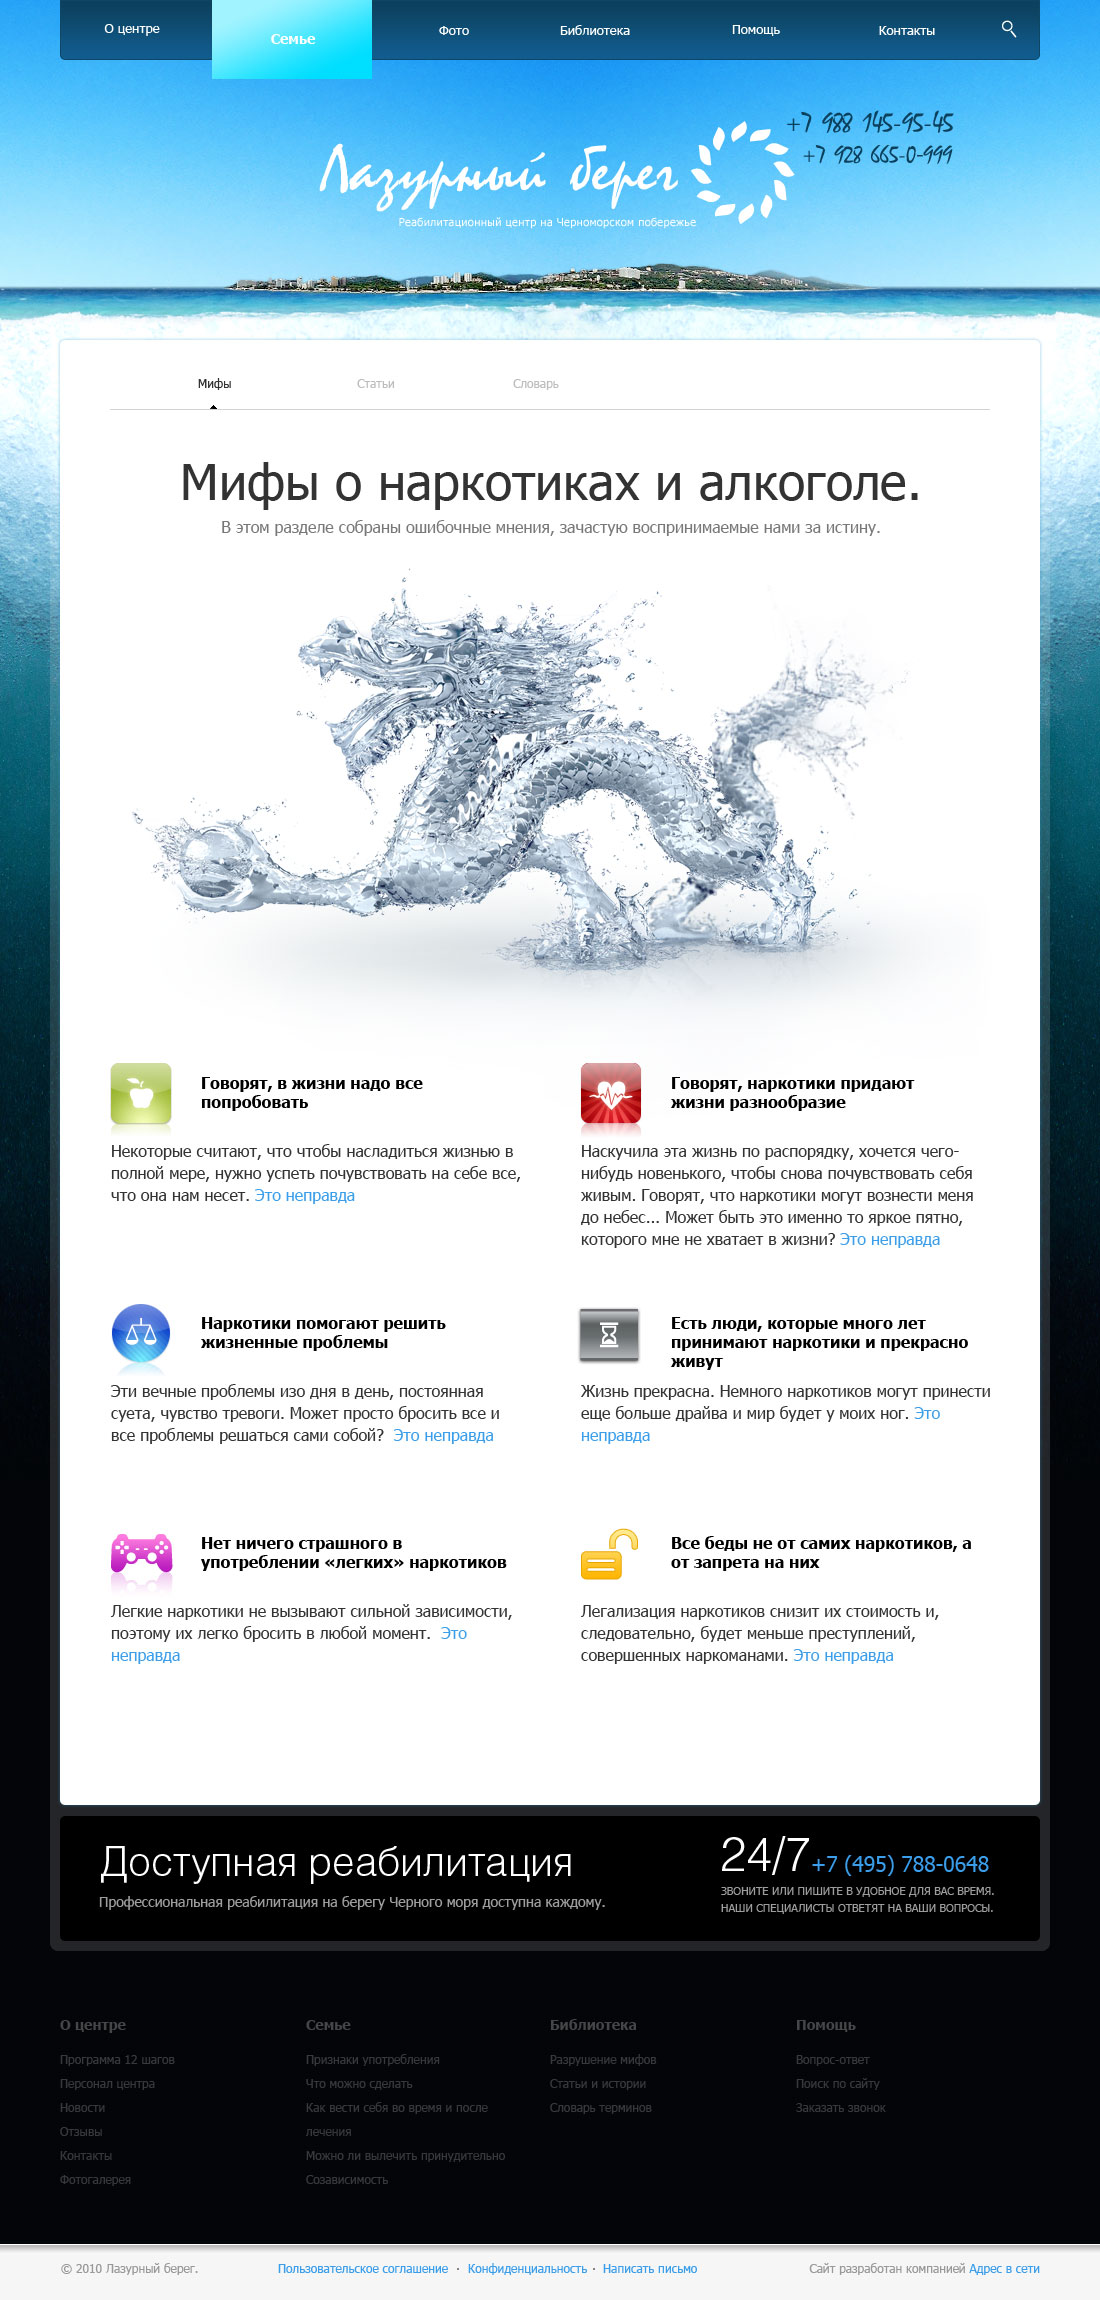 О центре
Семье
Фото
Библиотека
Помощь
Контакты
+7 988 145-95-45
+7 928 665-0-999
Лазурный берег
Реабилитационный центр на Черноморском побережье
Мифы
Статьи
Словарь
Мифы о наркотиках и алкоголе.
В этом разделе собраны ошибочные мнения, зачастую воспринимаемые нами за истину.
Говорят, в жизни надо все
попробовать
Некоторые считают, что чтобы насладиться жизнью в
полной мере, нужно успеть почувствовать на себе все,
что она нам несет. Это неправда
Говорят, наркотики придают
жизни разнообразие
Наскучила эта жизнь по распорядку, хочется чего-
нибудь новенького, чтобы снова почувствовать себя
живым. Говорят, что наркотики могут вознести меня
до небес... Может быть это именно то яркое пятно,
которого мне не хватает в жизни? Это неправда
Наркотики помогают решить
жизненные проблемы
Эти вечные проблемы изо дня в день, постоянная
суета, чувство тревоги. Может просто бросить все и
все проблемы решаться сами собой? Это неправда
Есть люди, которые много лет
принимают наркотики и прекрасно
живут
Жизнь прекрасна. Немного наркотиков могут принести
еще больше драйва и мир будет у моих ног. Это
неправда
Нет ничего страшного в
употреблении «легких» наркотиков
Легкие наркотики не вызывают сильной зависимости,
поэтому их легко бросить в любой момент. Это
неправда
Все беды не от самих наркотиков, а
от запрета на них
Легализация наркотиков снизит их стоимость и,
следовательно, будет меньше преступлений,
совершенных наркоманами. Это неправда
Доступная реабилитация
Профессиональная реабилитация на берегу Черного моря доступна каждому.
24/7 +7 (495) 788-0648
ЗВОНИТЕ ИЛИ ПИШИТЕ В УДОБНОЕ ДЛЯ ВАС ВРЕМЯ.
НАШИ СПЕЦИАЛИСТЫ ОТВЕТЯТ НА ВАШИ ВОПРОСЫ.
О центре
Программа 12 шагов
Персонал центра
Новости
Отзывы
Контакты
Фотогалерея
Семье
Признаки употребления
Что можно сделать
Как вести себя во время и после
лечения
Можно ли вылечить принудительно
Созависимость
Библиотека
Разрушение мифов
Статьи и истории
Словарь терминов
Помощь
Вопрос-ответ
Поиск по сайту
Заказать звонок
© 2010 Лазурный берег.
Пользовательское соглашение · Конфиденциальность · Написать письмо
Сайт разработан компанией Адрес в сети